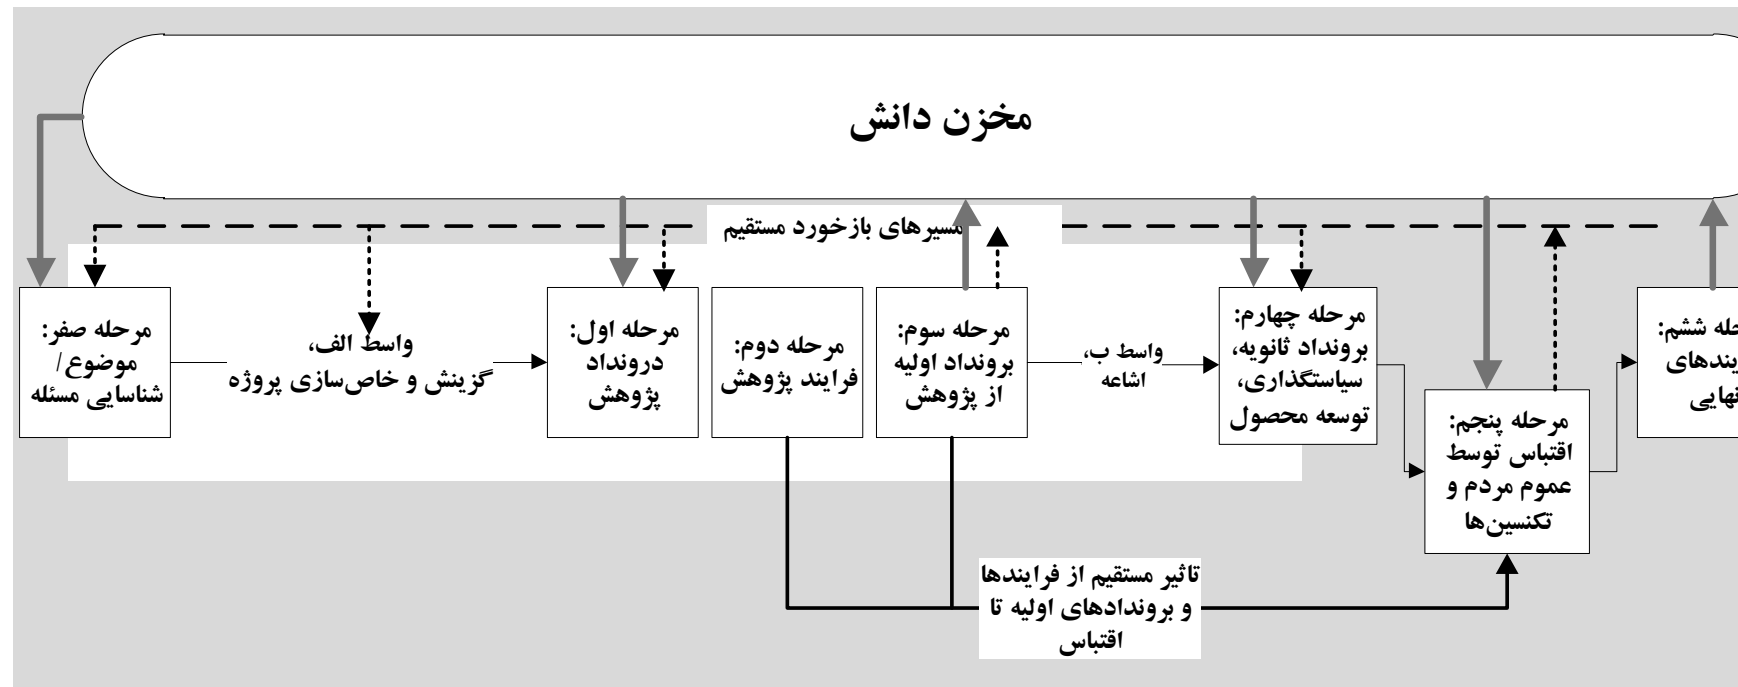 مخزن دانش
مسیرهای بازخورد مستقیم
مرحله صفر:
موضوع/
شناسایی مسئله
واسط الف،
گزینش و خاص‌سازی پروژه
مرحله اول:
درونداد
پژوهش
مرحله دوم:
فرایند پژوهش
مرحله سوم:
برونداد اولیه
از پژوهش
واسط ب،
اشاعه
مرحله چهارم:
برونداد ثانویه،
سیاستگذاری،
توسعه محصول
مرحله پنجم:
اقتباس توسط
عموم مردم و
تکنسین‌ها
ششم:
نهایی
تاثیر مستقیم از فرایندها
و بروندادهای اولیه تا
اقتباس